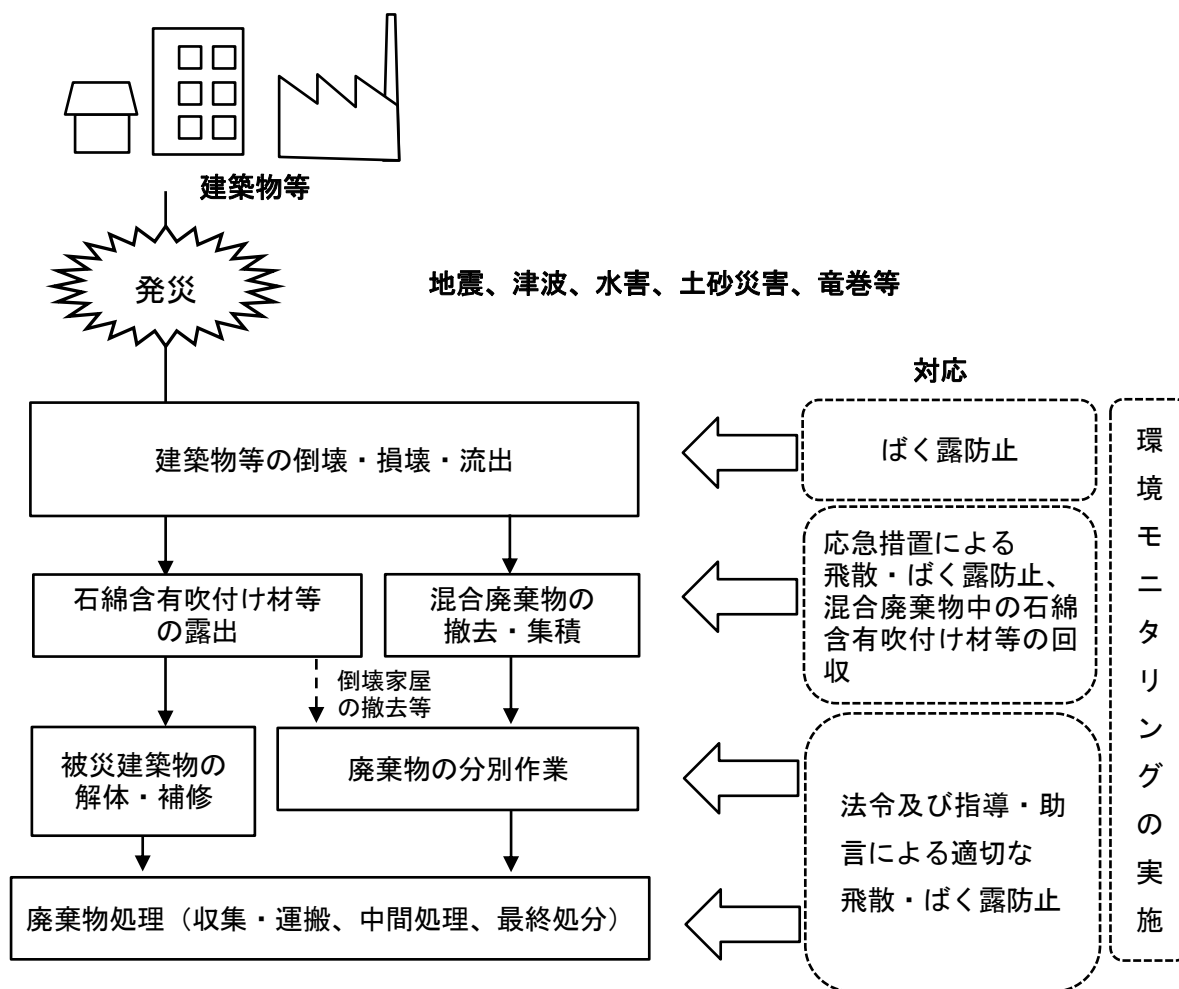 建築物等
発災
地震、津波、水害、土砂災害、竜巻等
対応
建築物等の倒壊・損壊・流出
ばく露防止
石綿含有吹付け材等
の露出
混合廃棄物の
撤去・集積
応急措置による
飛散・ばく露防止、
混合廃棄物中の石綿
含有吹付け材等の回
収
倒壊家屋
の撤去等
被災建築物の
解体・補修
廃棄物の分別作業
法令及び指導・助
言による適切な
飛散・ばく露防止
廃棄物処理（収集・運搬、中間処理、最終処分）
環境モニタリングの実施